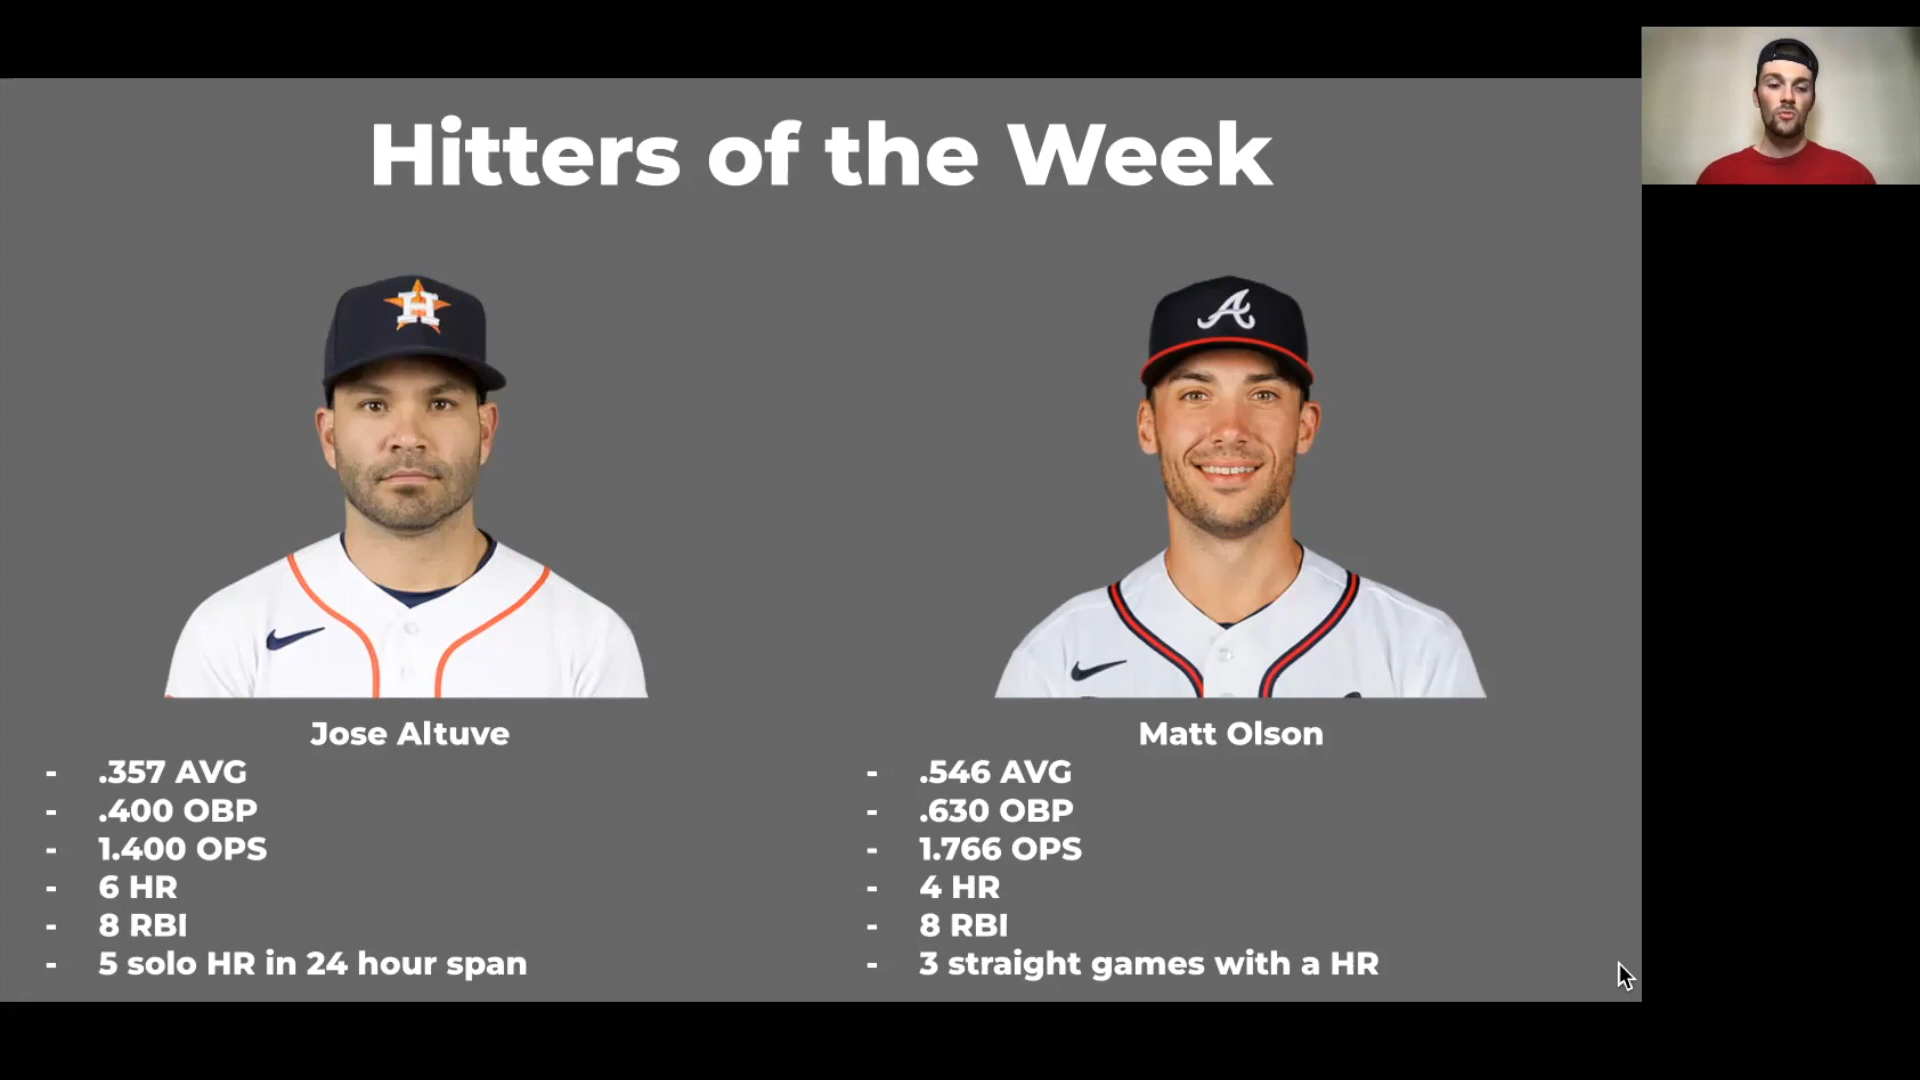 Hitters of the Week
H
A
Jose Altuve
- .357 AVG
- .400 OBP
- 1.400 OPS
- 6 HR
- 8 RBI
- 5 solo HR in 24 hour span
Matt Olson
- .546 AVG
- .630 OBP
- 1.766 OPS
- 4 HR
- 8 RBI
- 3 straight games with a HR